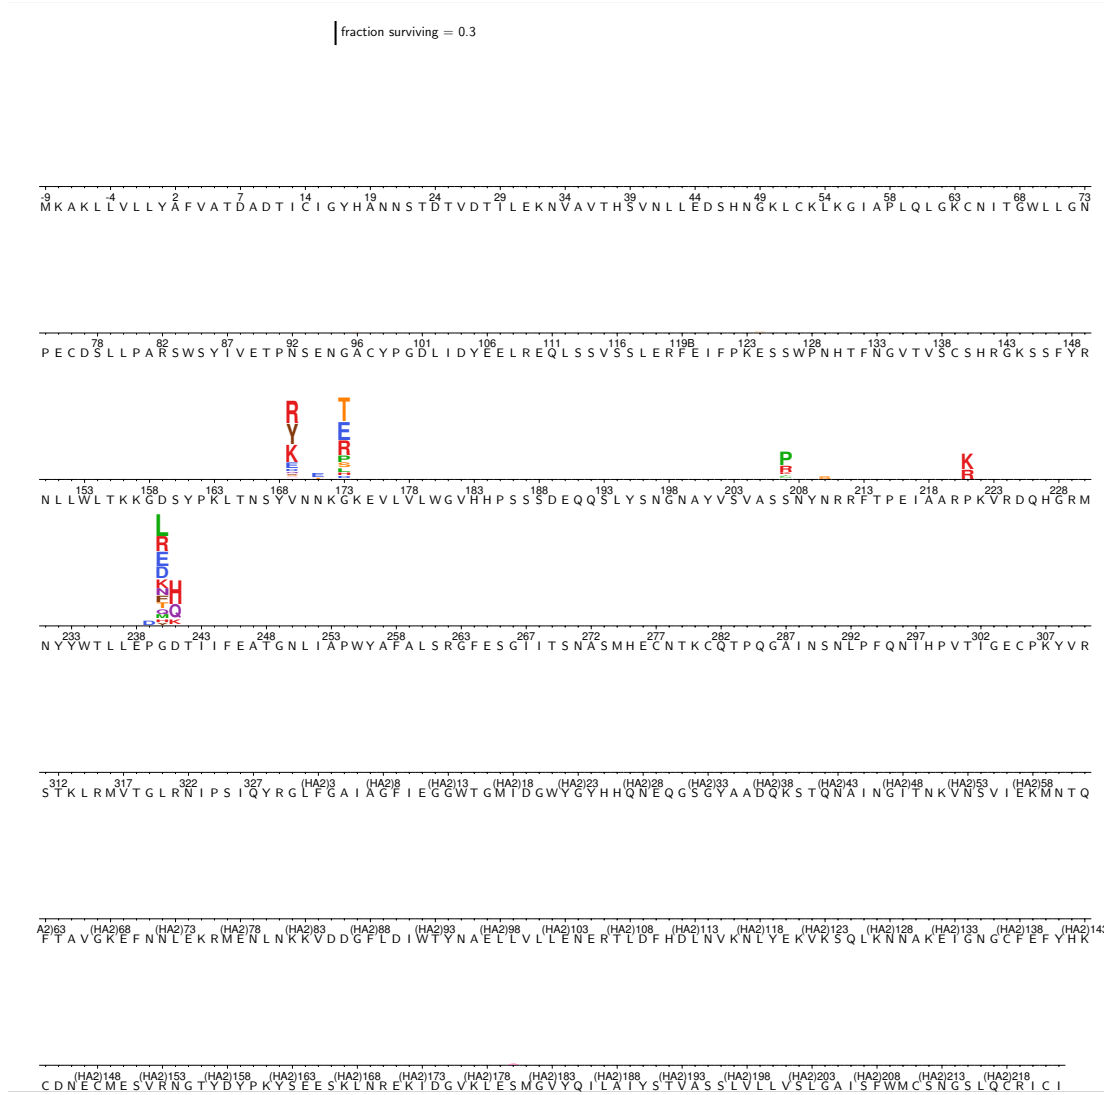 fraction surviving = 0.3
-9 -4 2 7 14 19 24 29 34 39 44 49 54 58 63 68 73
M K A K L L V L L Y A F V A T D A D T I C I G Y H A N N S T D T V D T I L E K N V A V T H S V N L L E D S H N G K L C K L K G I A P L Q L G K C N I T G W L L G N
78 82 87 92 96 101 106 111 116 119B 123 128 133 138 143 148
P E C D S L L P A R S W S Y I V E T P N S E N G A C Y P G D L I D Y E E L R E Q L S S V S S L E R F E I F P K E S S W P N H T F N G V T V S C S H R G K S S F Y R
R T
Y E
K R P K
E P R R
E S
153 158 163 168 173 178 183 188 193 198 203 208 213 218 223 228
N L L W L T K K G D S Y P K L T N S Y V N N K G K E V L V L W G V H H P S S S D E Q Q S L Y S N G N A Y V S V A S S N Y N R R F T P E I A A R P K V R D Q H G R M
L
R
E
D
K H
N
T Q
D K
233 238 243 248 253 258 263 267 272 277 282 287 292 297 302 307
N Y Y W T L L E P G D T I I F E A T G N L I A P W Y A F A L S R G F E S G I I T S N A S M H E C N T K C Q T P Q G A I N S N L P F Q N I H P V T I G E C P K Y V R
312 317 322 327 (HA2)3 (HA2)8 (HA2)13 (HA2)18 (HA2)23 (HA2)28 (HA2)33 (HA2)38 (HA2)43 (HA2)48 (HA2)53 (HA2)58
S T K L R M V T G L R N I P S I Q Y R G L F G A I A G F I E G G W T G M I D G W Y G Y H H Q N E Q G S G Y A A D Q K S T Q N A I N G I T N K V N S V I E K M N T Q
A2)63 (HA2)68 (HA2)73 (HA2)78 (HA2)83 (HA2)88 (HA2)93 (HA2)98 (HA2)103 (HA2)108 (HA2)113 (HA2)118 (HA2)123 (HA2)128 (HA2)133 (HA2)138 (HA2)143
F T A V G K E F N N L E K R M E N L N K K V D D G F L D I W T Y N A E L L V L L E N E R T L D F H D L N V K N L Y E K V K S Q L K N N A K E I G N G C F E F Y H K
(HA2)148 (HA2)153 (HA2)158 (HA2)163 (HA2)168 (HA2)173 (HA2)178 (HA2)183 (HA2)188 (HA2)193 (HA2)198 (HA2)203 (HA2)208 (HA2)213 (HA2)218
C D N E C M E S V R N G T Y D Y P K Y S E E S K L N R E K I D G V K L E S M G V Y Q I L A I Y S T V A S S L V L L V S L G A I S F W M C S N G S L Q C R I C I